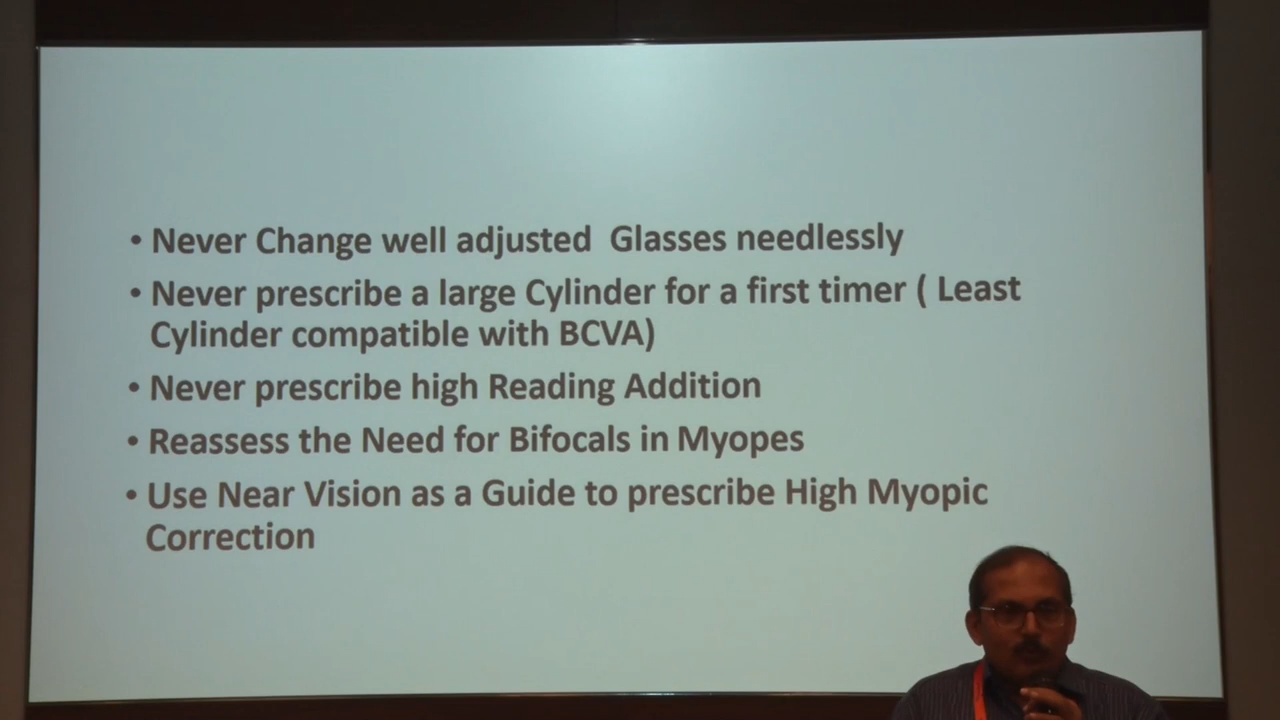 • Never Change well adjusted Glasses needlessly
• Never prescribe a large Cylinder for a first timer ( Least
Cylinder compatible with BCVA)
• Never prescribe high Reading Addition
• Reassess the Need for Bifocals in Myopes
• Use Near Vision as a Guide to prescribe High Myopic
Correction